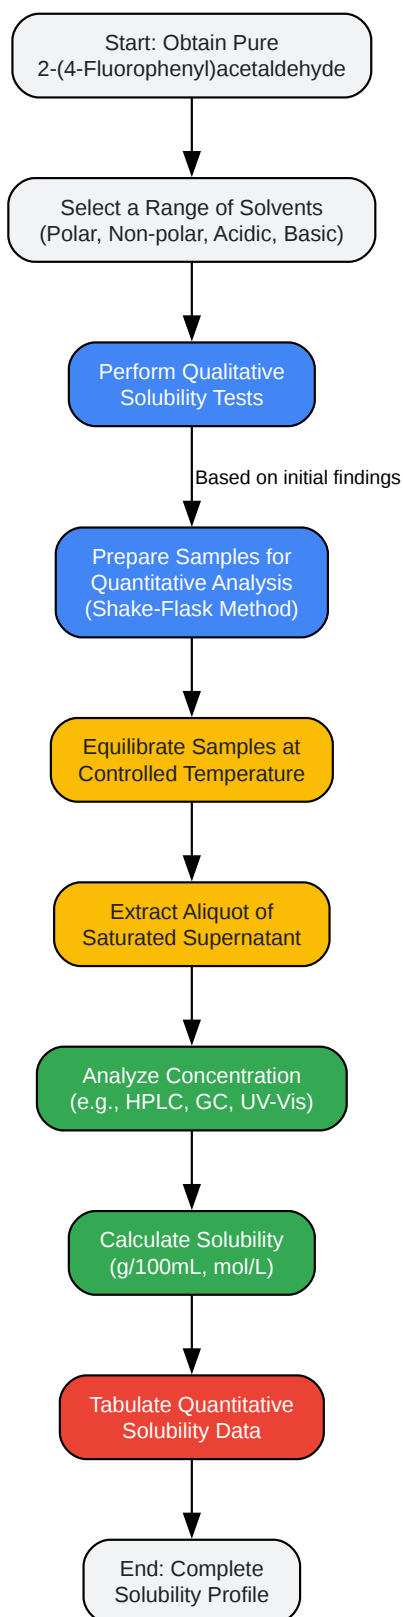 Start: Obtain Pure
2-(4-Fluorophenyl)acetaldehyde
Select a Range of Solvents
(Polar, Non-polar, Acidic, Basic)
Perform Qualitative
Solubility Tests
Based on initial findings
Prepare Samples for
Quantitative Analysis
(Shake-Flask Method)
Equilibrate Samples at
Controlled Temperature
Extract Aliquot of
Saturated Supernatant
Analyze Concentration
(e.g., HPLC, GC, UV-Vis)
Calculate Solubility
(g/100mL, mol/L)
Tabulate Quantitative
Solubility Data
End: Complete
Solubility Profile